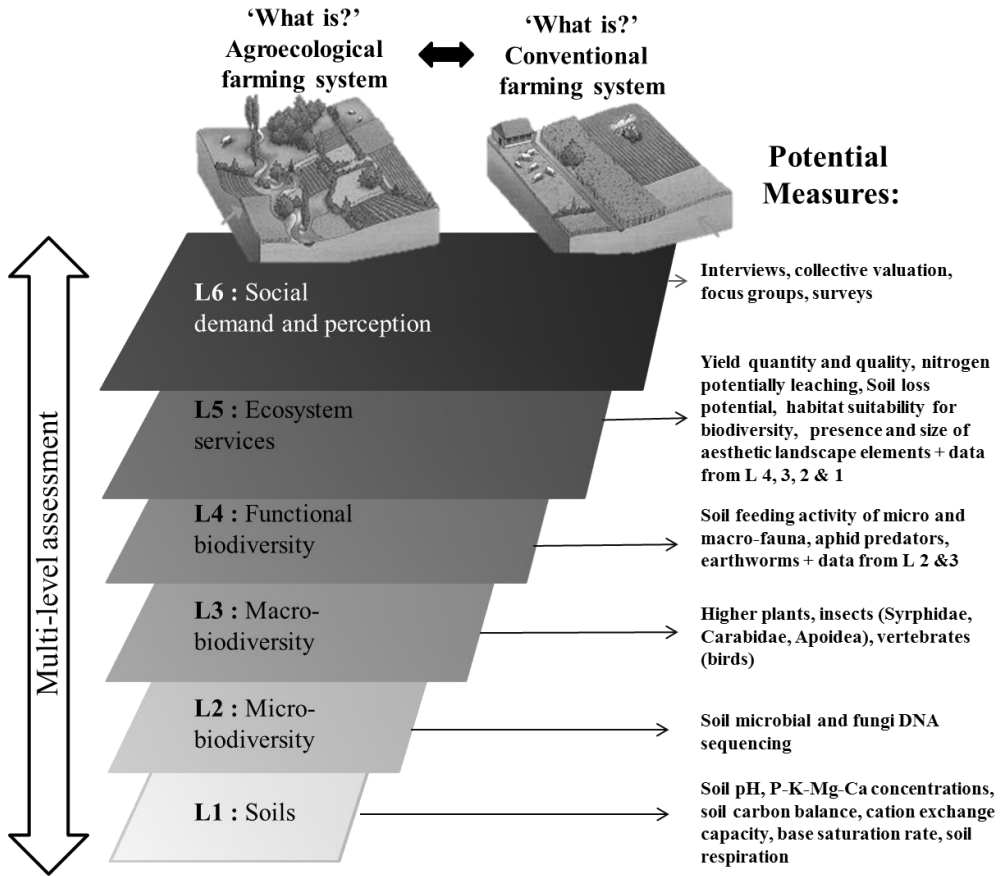 ‘What is?’
Agroecological
farming system
‘What is?’
Conventional
farming system
Potential
Measures:
Multi-level assessment
L6 : Social
demand and perception
Interviews, collective valuation,
focus groups, surveys
L5 : Ecosystem
services
Yield quantity and quality, nitrogen
potentially leaching, Soil loss
potential, habitat suitability for
biodiversity, presence and size of
aesthetic landscape elements + data
from L 4, 3, 2 & 1
L4 : Functional
biodiversity
Soil feeding activity of micro and
macro-fauna, aphid predators,
earthworms + data from L 2 &3
L3 : Macro-
biodiversity
Higher plants, insects (Syrphidae,
Carabidae, Apoidea), vertebrates
(birds)
L2 : Micro-
biodiversity
Soil microbial and fungi DNA
sequencing
L1 : Soils
Soil pH, P-K-Mg-Ca concentrations,
soil carbon balance, cation exchange
capacity, base saturation rate, soil
respiration